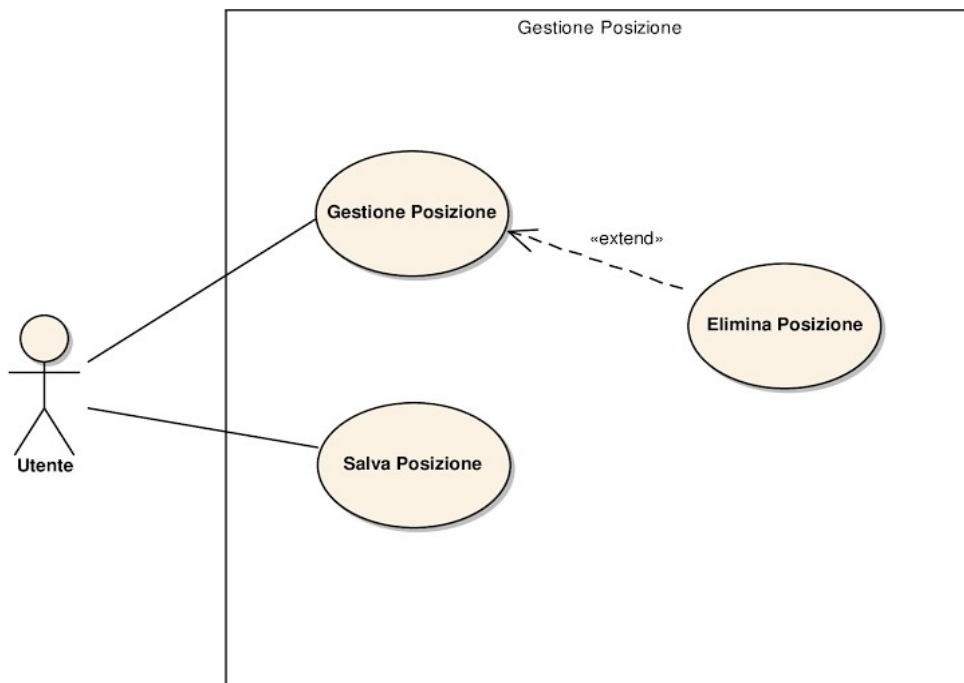 Gestione Posizione
Gestione Posizione
«extend»
Elimina Posizione
Utente
Salva Posizione